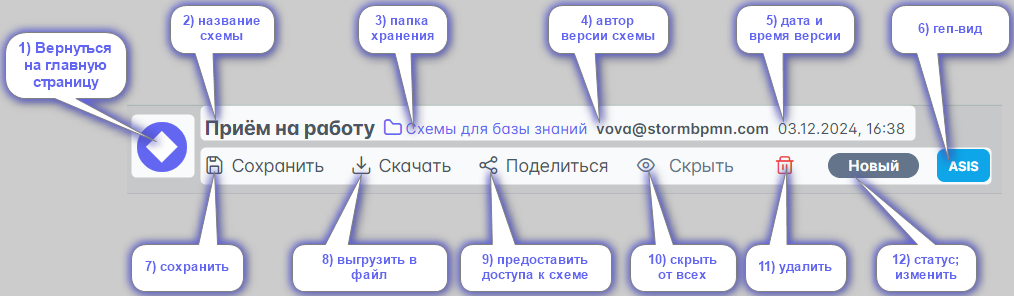 1) Вернуться
на главную
страницу
2) название
схемы
3) папка
хранения
4) автор
версии схемы
5) дата и
время версии
6) геп-вид
Приём на работу Схемы для базы знаний vova@stormbpmn.com 03.12.2024, 16:38
Сохранить Скачать Поделиться Скрыть Новый ASIS
7) сохранить
8) выгрузить в
файл
9) предоставить
доступа к схеме
10) скрыть
от всех
11) удалить
12) статус;
изменить